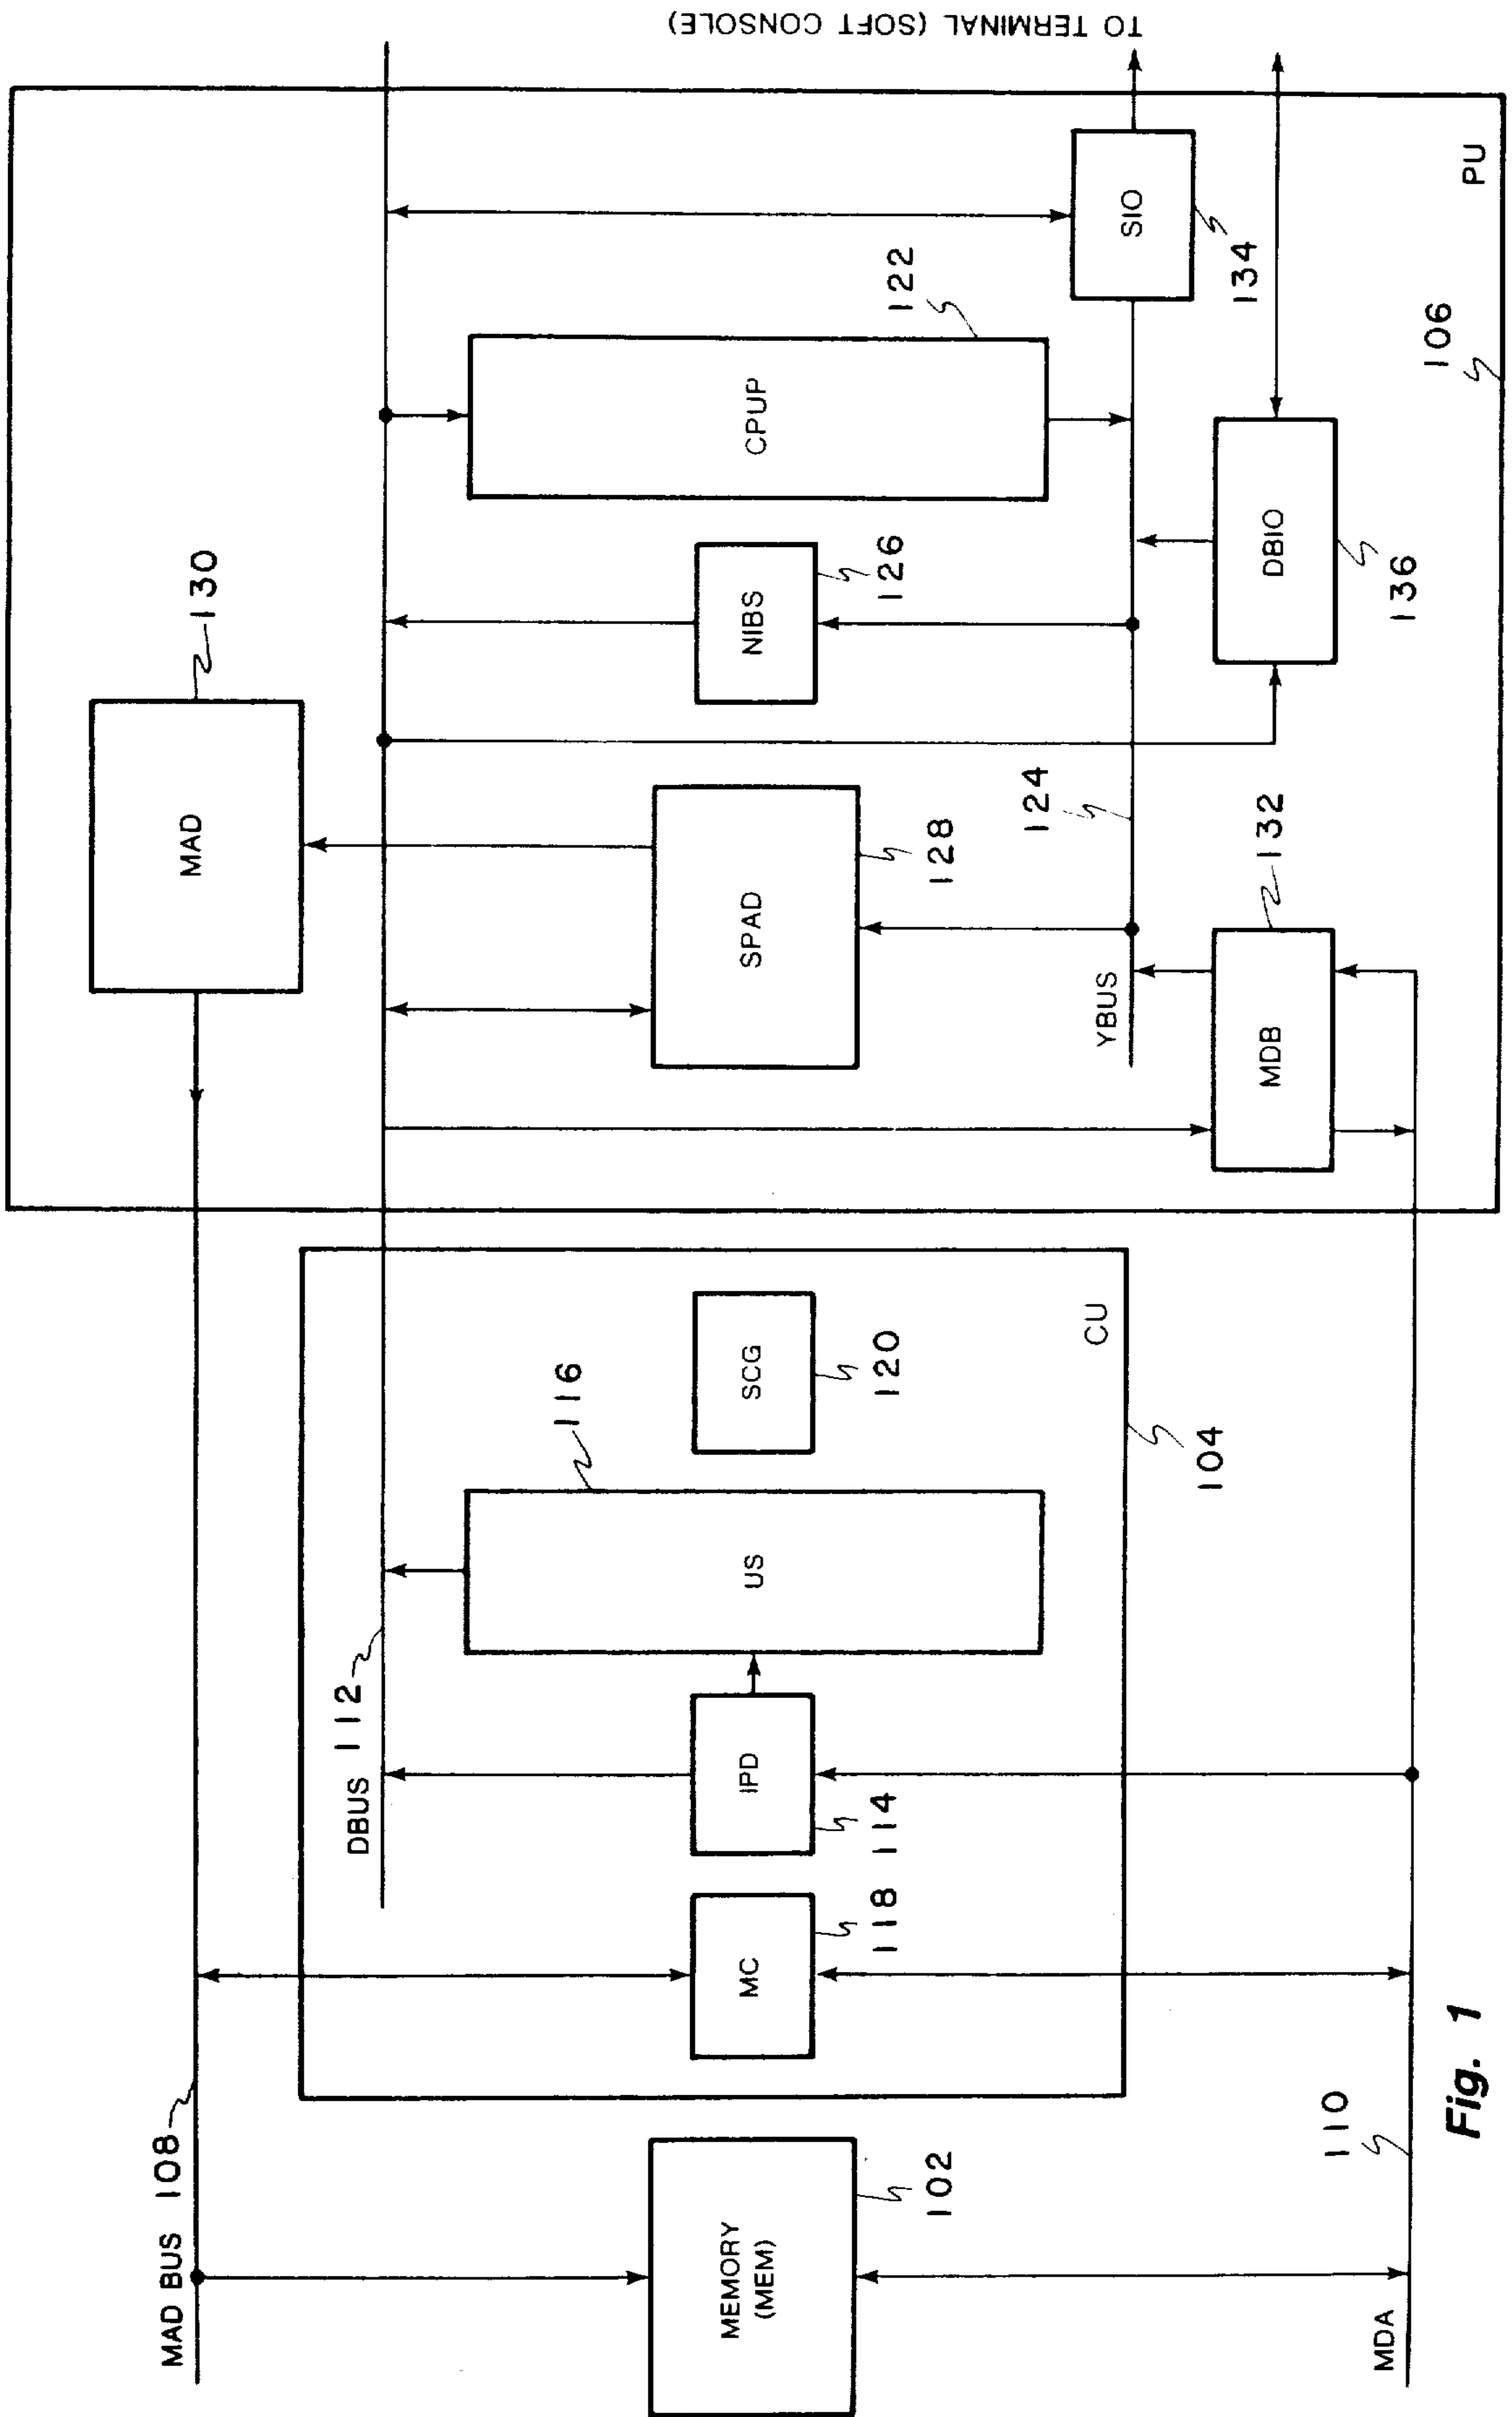 MAD BUS 108
MEMORY
(MEM)
102
MDA
110
DBUS 112
MC
118
IPD
114
US
116
SCG
120
CU
104
MAD
130
SPAD
128
NIBS
126
CPUP
122
YBUS
124
MDB
132
DBIO
136
SIO
134
PU
106
TO TERMINAL (SOFT CONSOLE)
Fig. 1